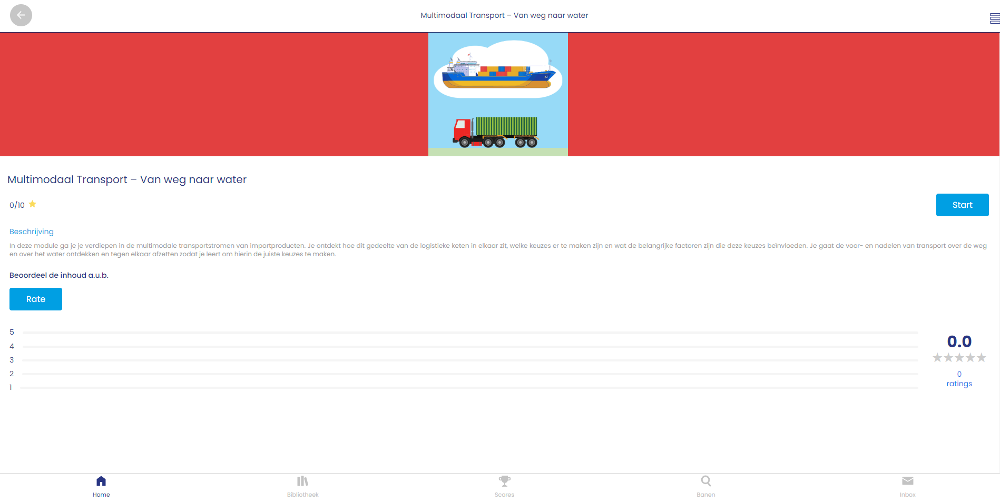 Multimodaal Transport – Van weg naar water
Multimodaal Transport – Van weg naar water
0/10
Start
Beschrijving
In deze module ga je je verdiepen in de multimodale transportstromen van importproducten. Je ontdekt hoe dit gedeelte van de logistieke keten in elkaar zit, welke keuzes er te maken zijn en wat de belangrijke factoren zijn die deze keuzes beïnvloeden. Je gaat de voor- en nadelen van transport over de weg
en over het water ontdekken en tegen elkaar afzetten zodat je leert om hierin de juiste keuzes te maken.
Beoordeel de inhoud a.u.b.
Rate
5
4
3
2
1
0.0
0
ratings
Home
Bibliotheek
Scores
Banen
Inbox